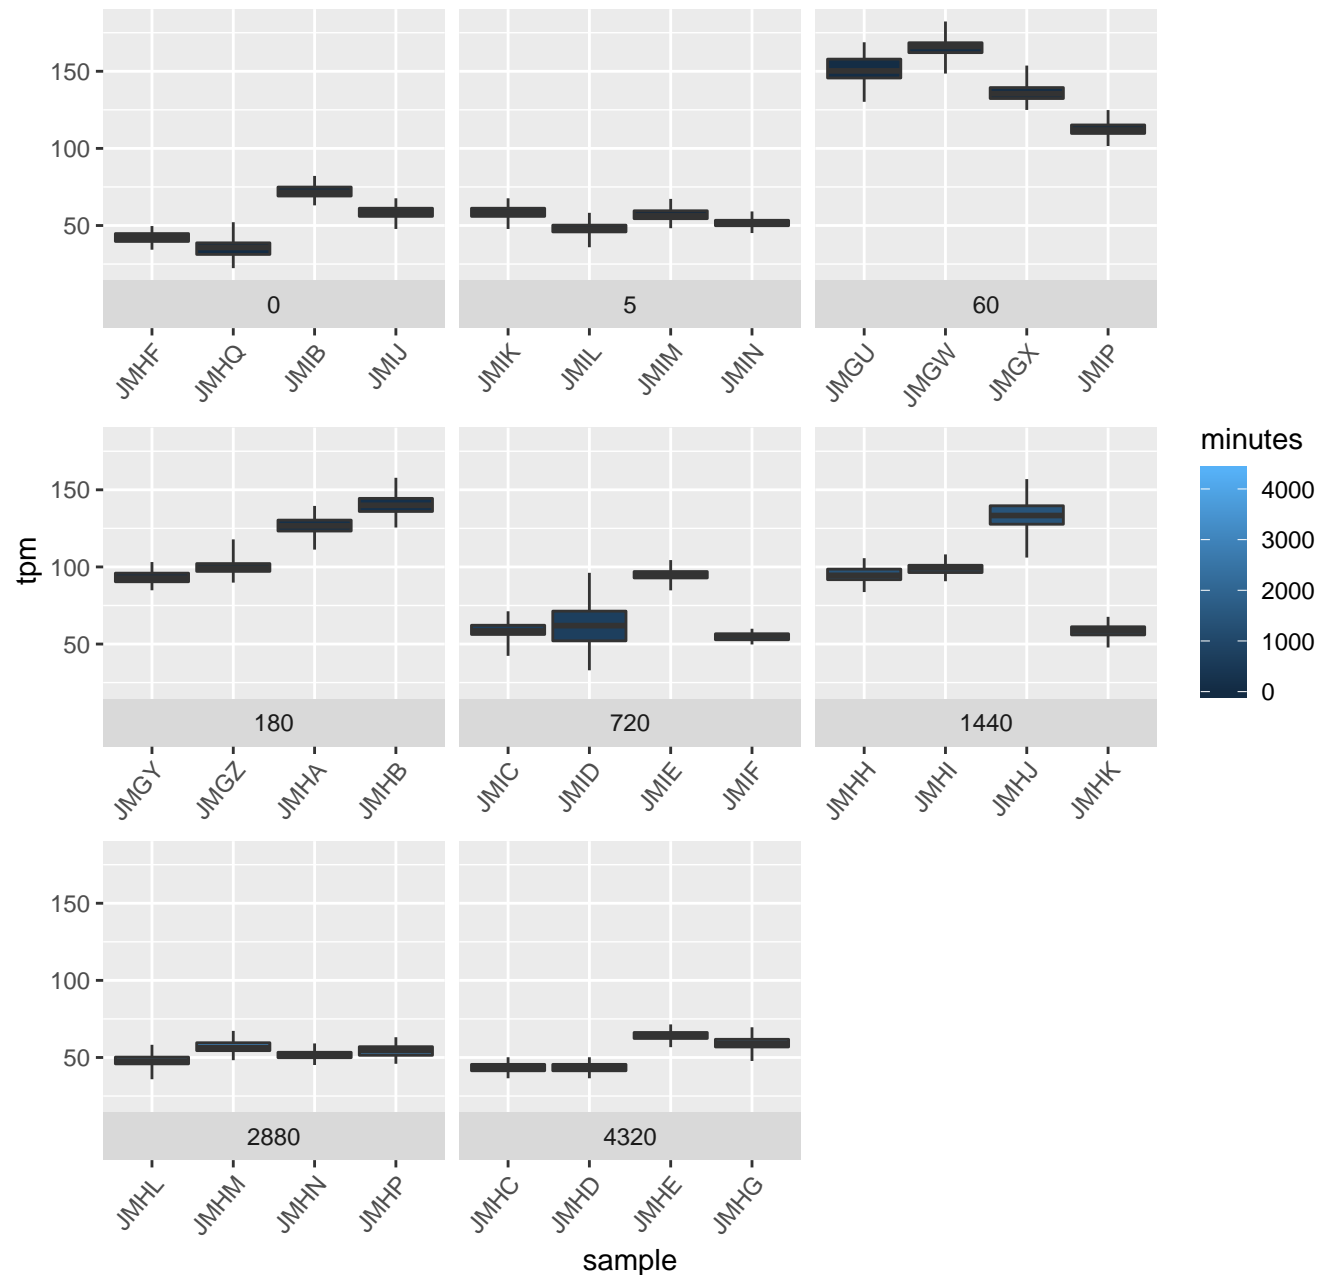 150
100
50
0
5
60
JMHF
JMHQ
JMIB
JMIJ
JMIK
JMIL
JMIM
JMIN
JMGU
JMGW
JMGX
JMIP
tpm
150
100
50
180
720
1440
JMGY
JMGZ
JMHA
JMHB
JMIC
JMID
JMIE
JMIF
JMHH
JMHI
JMHJ
JMHK
minutes
4000
3000
2000
1000
0
150
100
50
2880
4320
JMHL
JMHM
JMHN
JMHP
JMHC
JMHD
JMHE
JMHG
sample